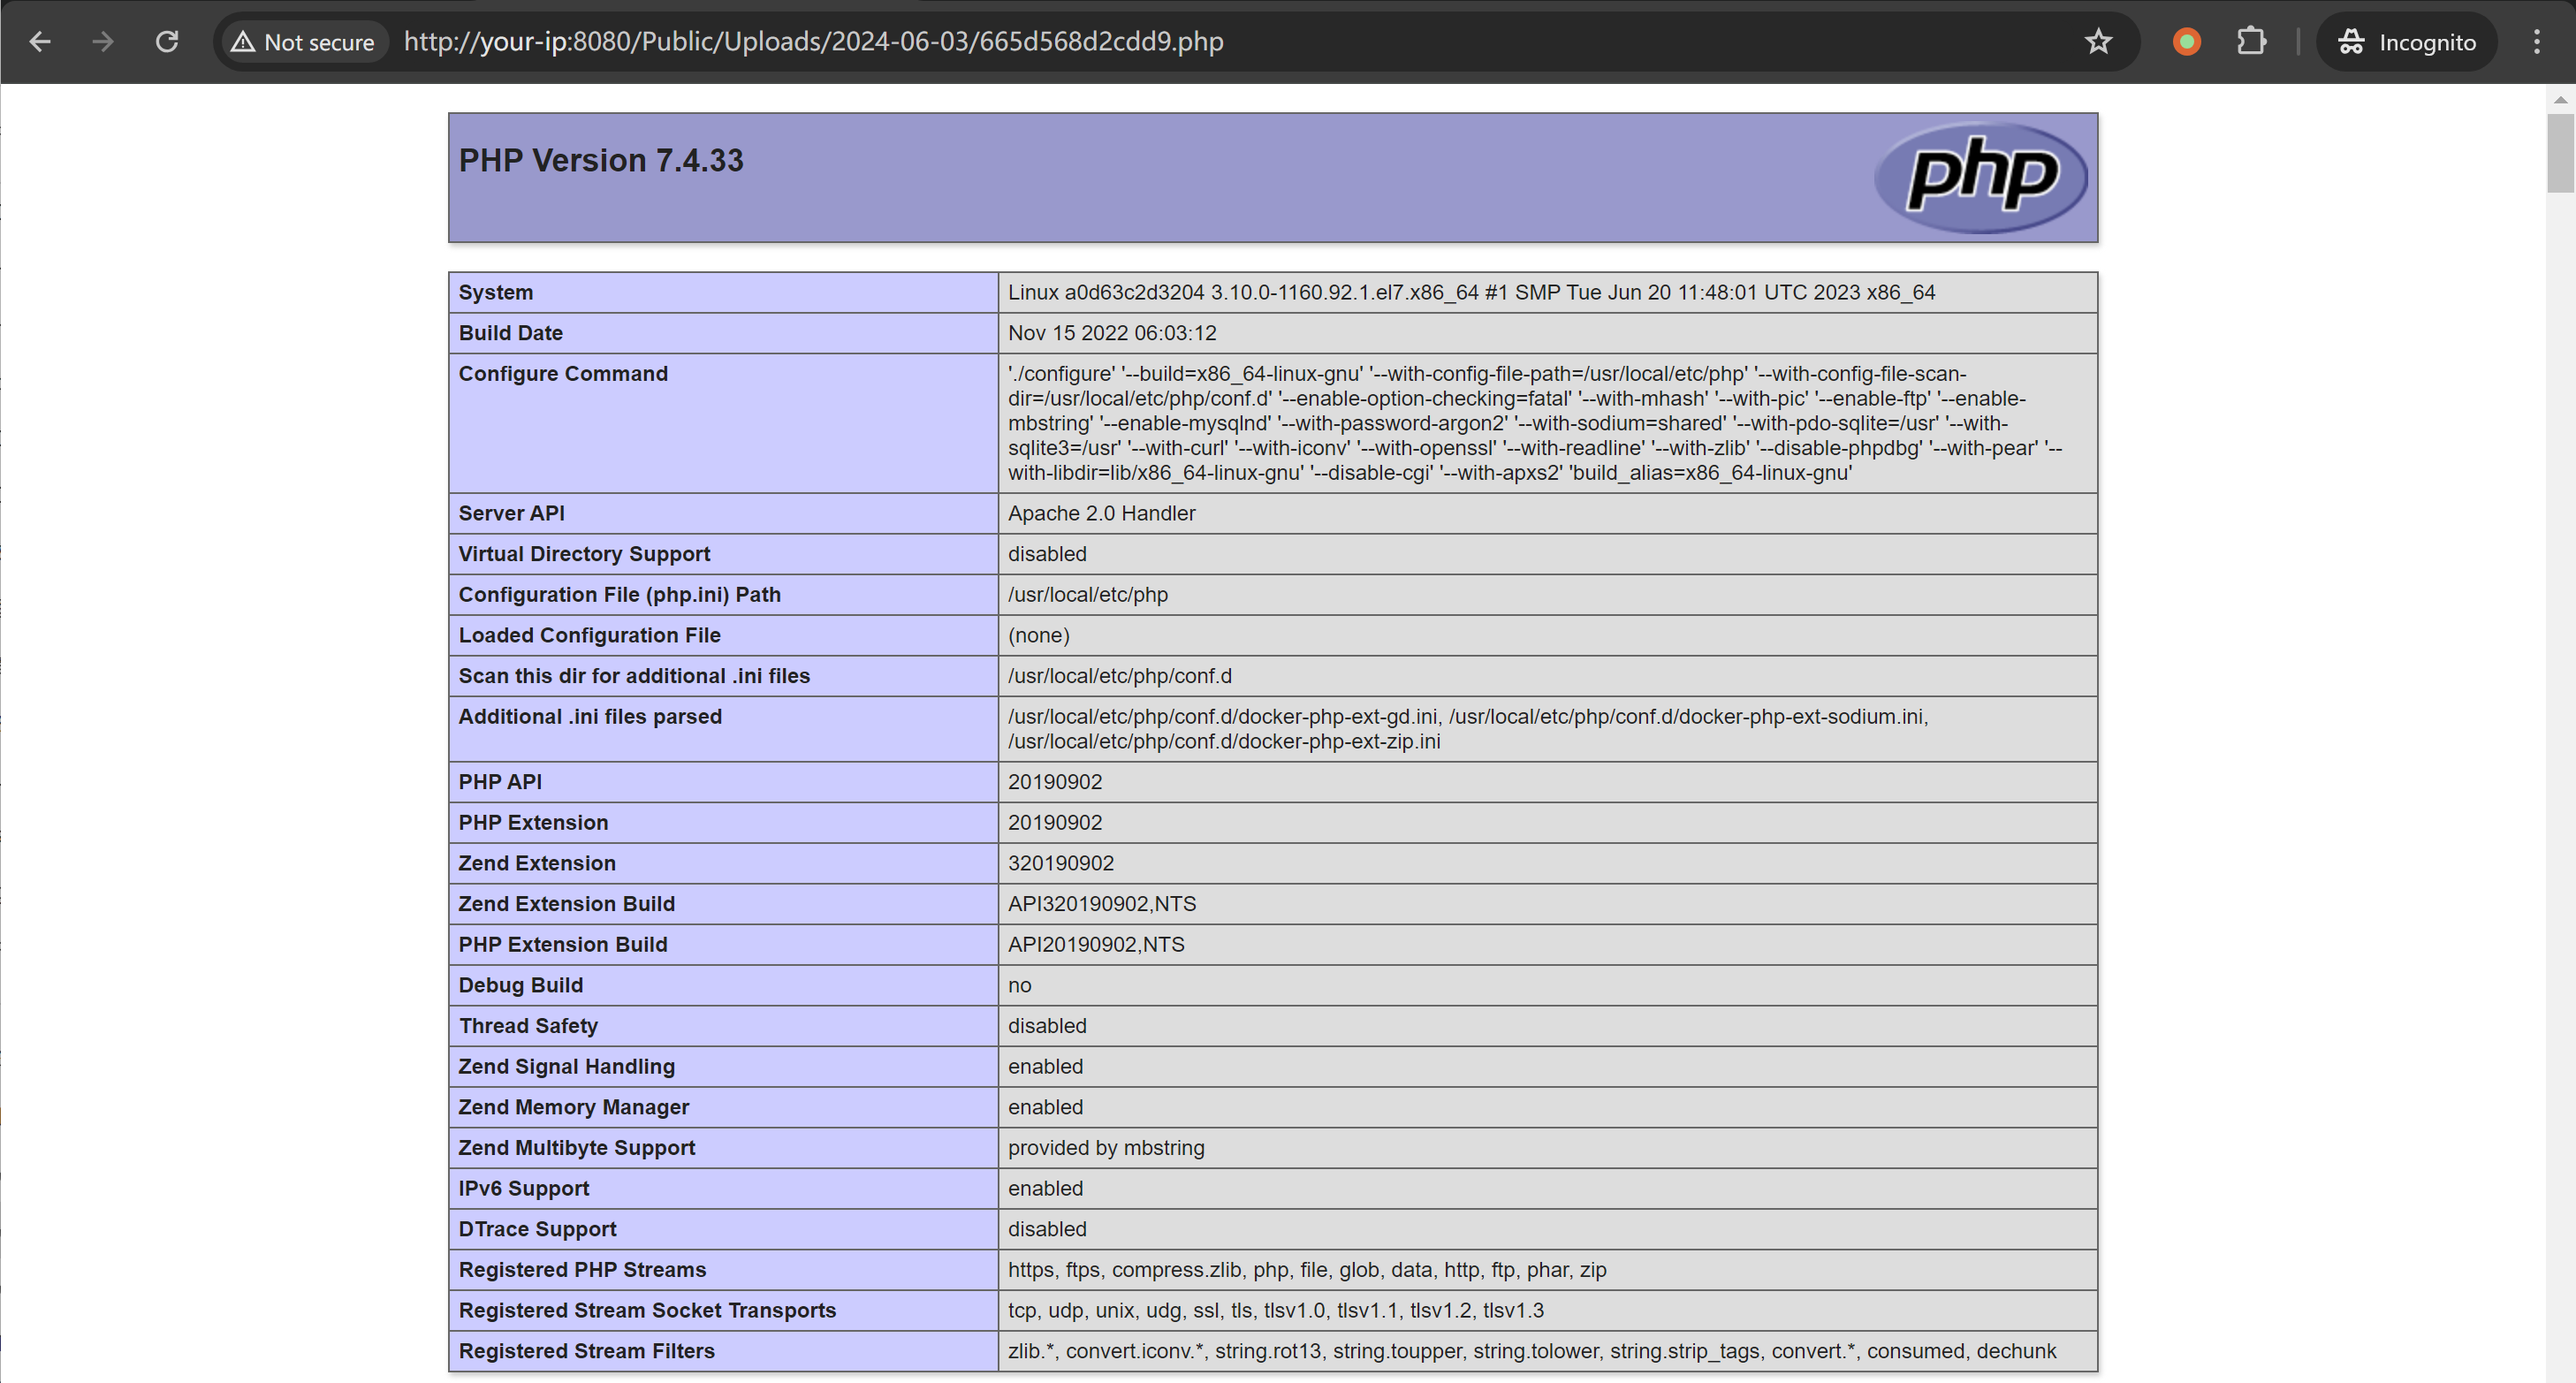 Not secure http://your-ip:8080/Public/Uploads/2024-06-03/665d568d2cdd9.php Incognito
PHP Version 7.4.33
php
System Linux a0d63c2d3204 3.10.0-1160.92.1.el7.x86_64 #1 SMP Tue Jun 20 11:48:01 UTC 2023 x86_64
Build Date Nov 15 2022 06:03:12
Configure Command './configure' '--build=x86_64-linux-gnu' '--with-config-file-path=/usr/local/etc/php' '--with-config-file-scan-
dir=/usr/local/etc/php/conf.d' '--enable-option-checking=fatal' '--with-mhash' '--with-pic' '--enable-ftp' '--enable-
mbstring' '--enable-mysqlnd' '--with-password-argon2' '--with-sodium=shared' '--with-pdo-sqlite=/usr' '--with-
sqlite3=/usr' '--with-curl' '--with-iconv' '--with-openssl' '--with-readline' '--with-zlib' '--disable-phpdbg' '--with-pear' '--
with-libdir=lib/x86_64-linux-gnu' '--disable-cgi' '--with-apxs2' 'build_alias=x86_64-linux-gnu'
Server API Apache 2.0 Handler
Virtual Directory Support disabled
Configuration File (php.ini) Path /usr/local/etc/php
Loaded Configuration File (none)
Scan this dir for additional .ini files /usr/local/etc/php/conf.d
Additional .ini files parsed /usr/local/etc/php/conf.d/docker-php-ext-gd.ini, /usr/local/etc/php/conf.d/docker-php-ext-sodium.ini,
/usr/local/etc/php/conf.d/docker-php-ext-zip.ini
PHP API 20190902
PHP Extension 20190902
Zend Extension 320190902
Zend Extension Build API320190902,NTS
PHP Extension Build API20190902,NTS
Debug Build no
Thread Safety disabled
Zend Signal Handling enabled
Zend Memory Manager enabled
Zend Multibyte Support provided by mbstring
IPv6 Support enabled
DTrace Support disabled
Registered PHP Streams https, ftps, compress.zlib, php, file, glob, data, http, ftp, phar, zip
Registered Stream Socket Transports tcp, udp, unix, udg, ssl, tls, tlsv1.0, tlsv1.1, tlsv1.2, tlsv1.3
Registered Stream Filters zlib.*, convert.iconv.*, string.rot13, string.toupper, string.tolower, string.strip_tags, convert.*, consumed, dechunk